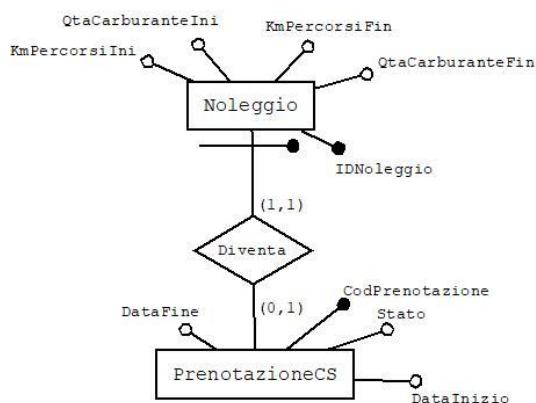 QtaCarburanteIni
KmPercorsiFin
KmPercorsiIni
QtaCarburanteFin
Noleggio
IDNoleggio
(1,1)
Diventa
CodPrenotazione
(0,1)
DataFine
Stato
PrenotazioneCS
DataInizio